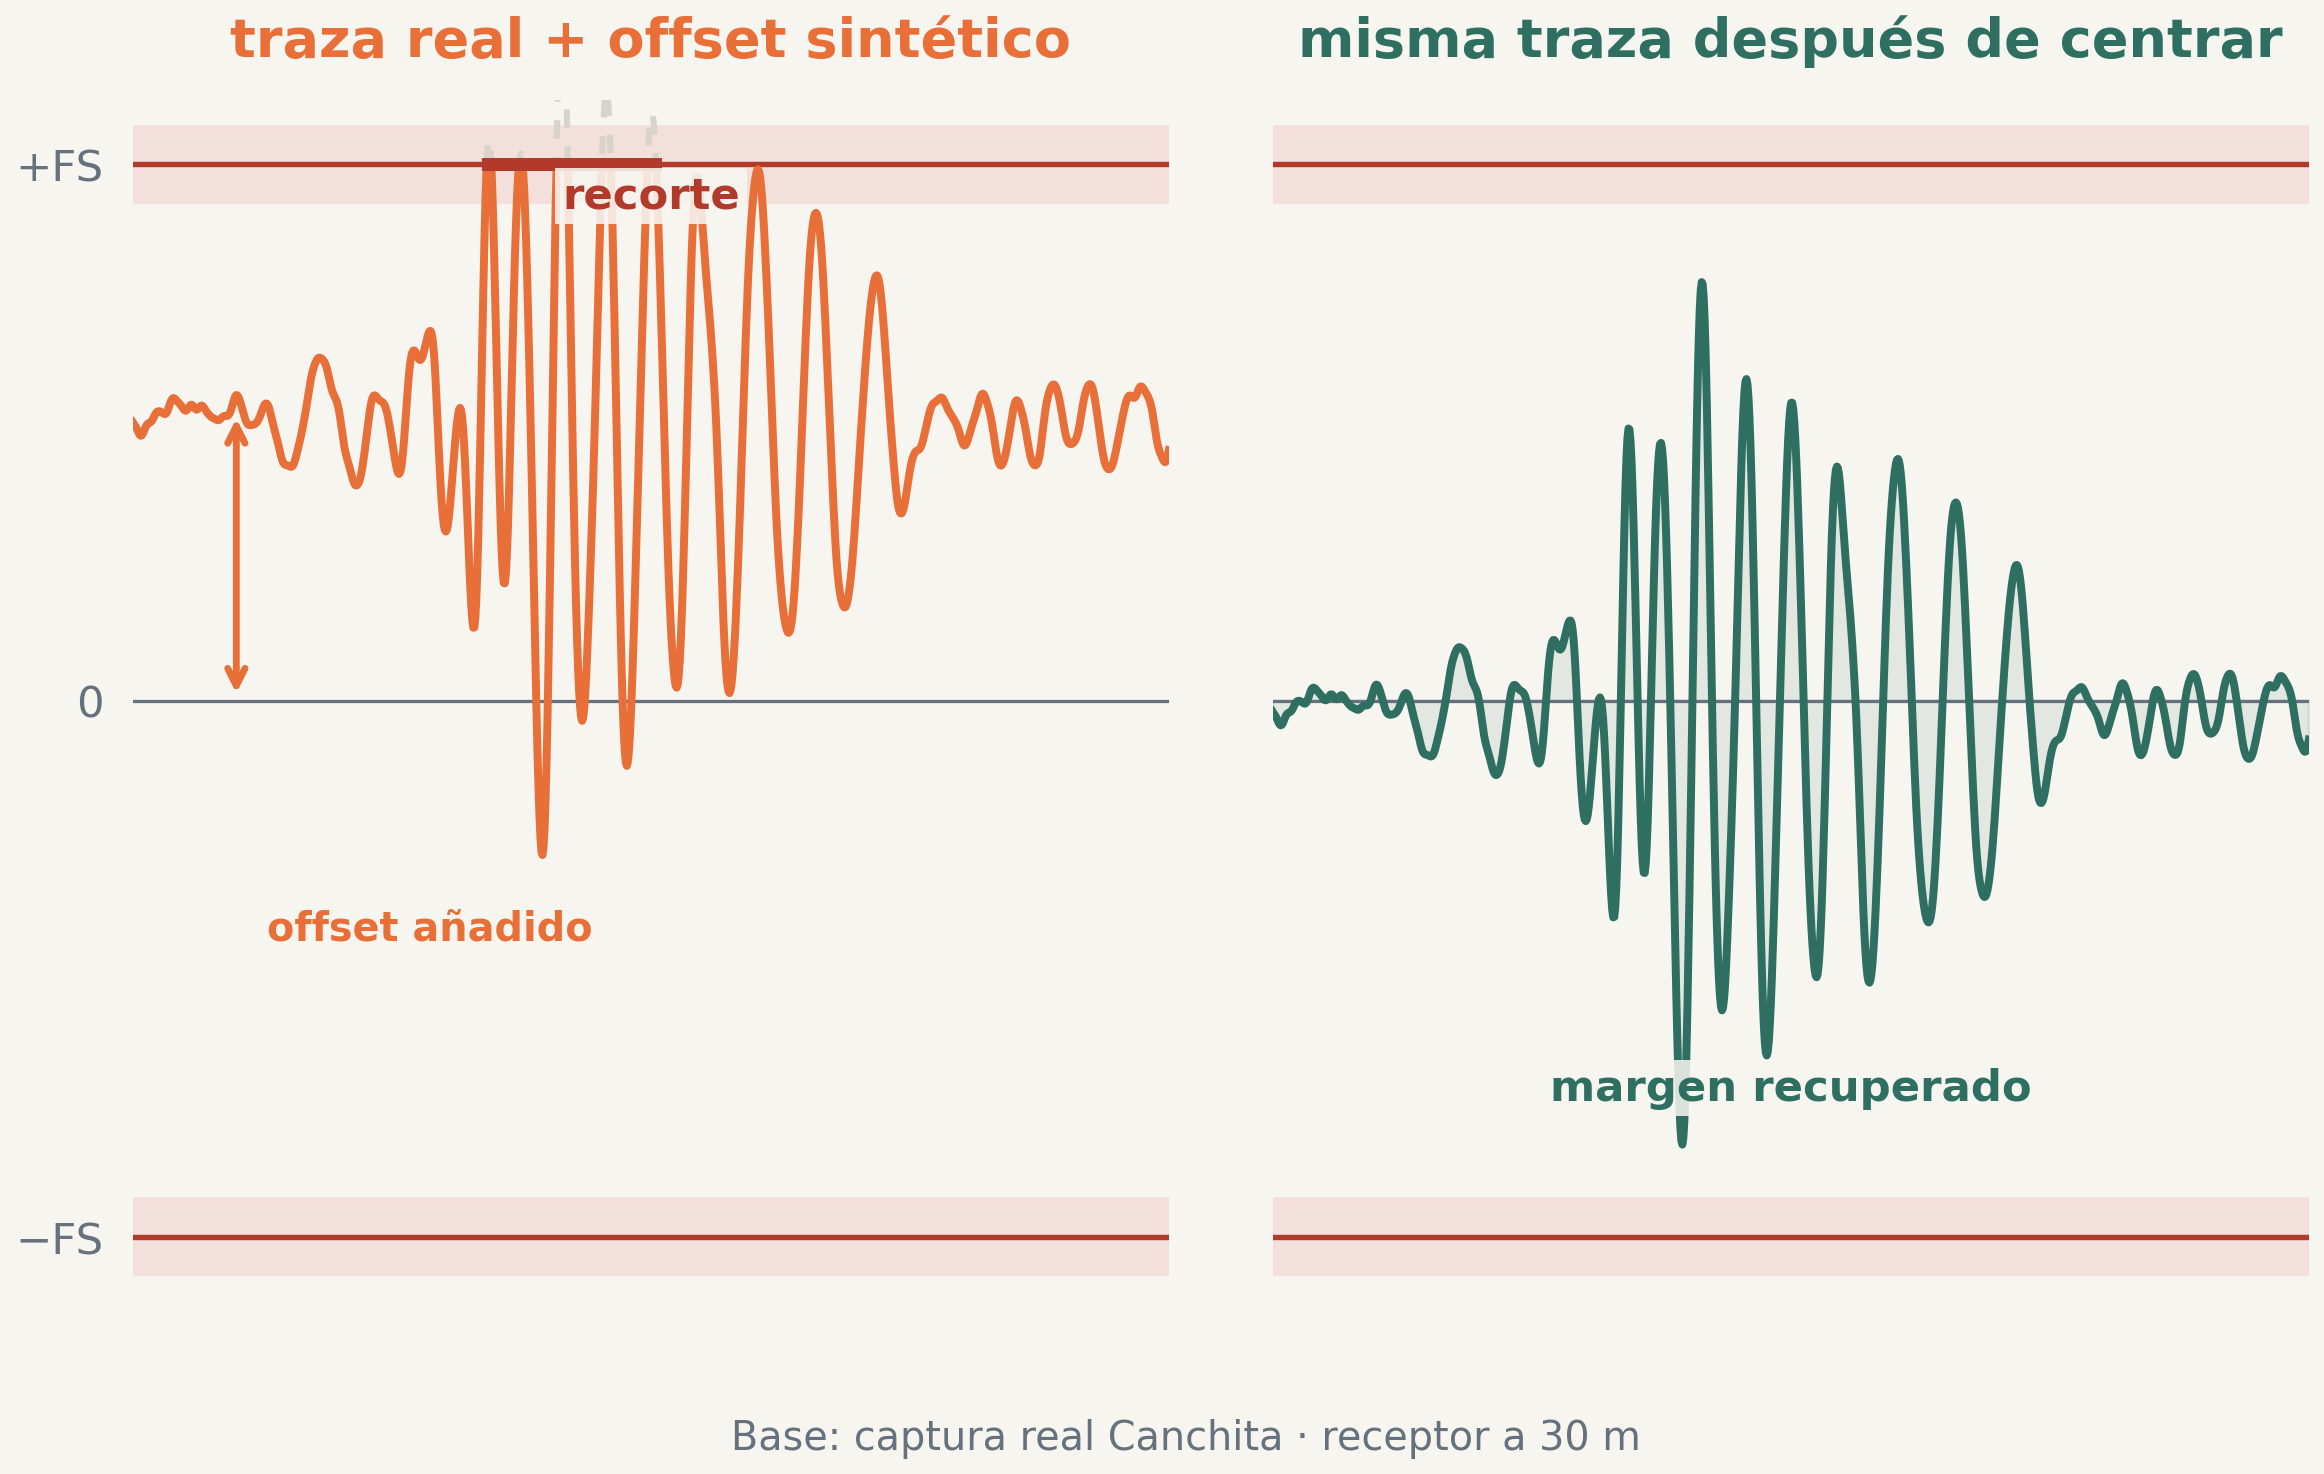 traza real + offset sintético
misma traza después de centrar
+FS
recorte
0
offset añadido
margen recuperado
−FS
Base: captura real Canchita · receptor a 30 m